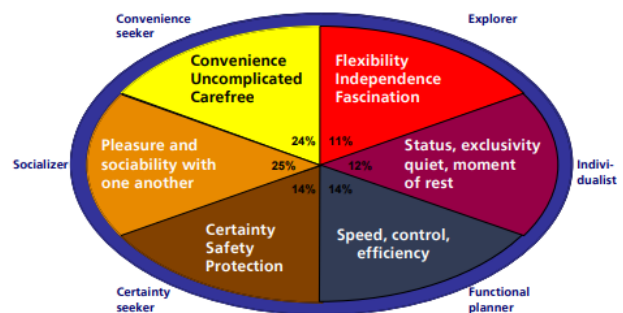 Convenience
seeker
Explorer
Convenience
Uncomplicated
Carefree
Flexibility
Independence
Fascination
24%
11%
Socializer
Pleasure and
sociability with
one another
25%
12%
Status, exclusivity
quiet, moment
of rest
Indivi-
dualist
14%
14%
Certainty
Safety
Protection
Speed, control,
efficiency
Certainty
seeker
Functional
planner